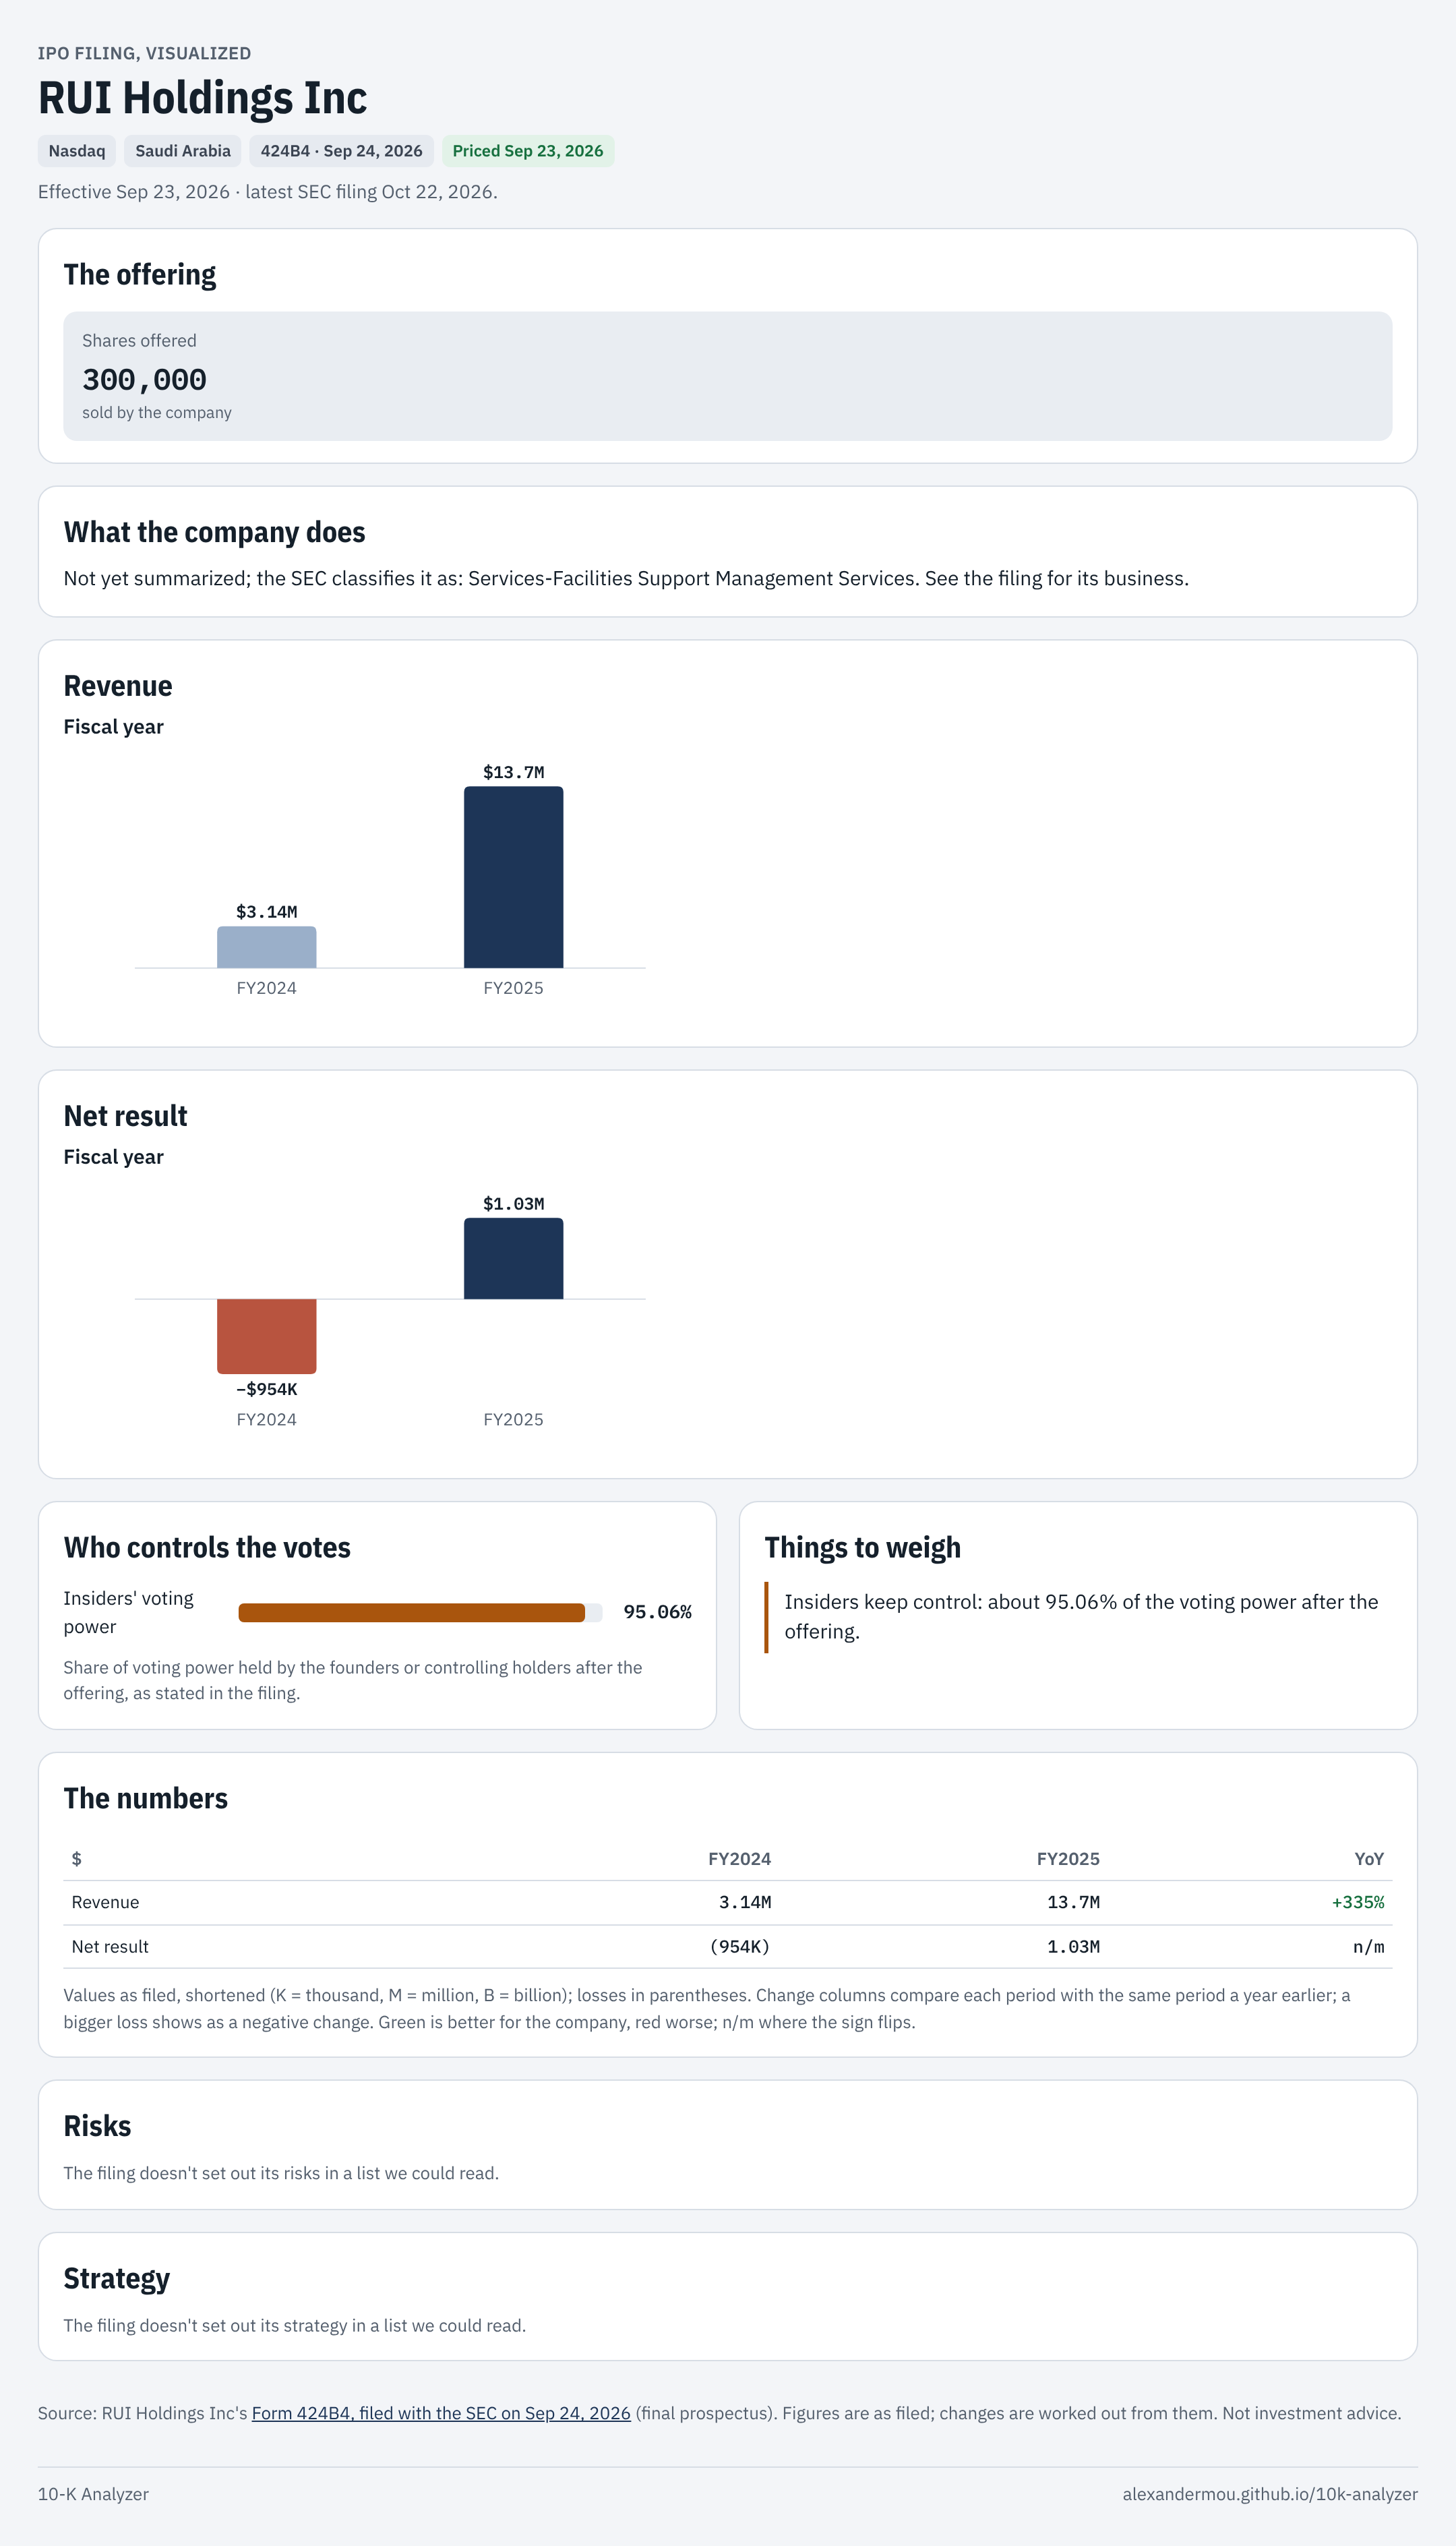 IPO FILING, VISUALIZED
RUI Holdings Inc
Nasdaq
Saudi Arabia
424B4 · Sep 24, 2026
Priced Sep 23, 2026
Effective Sep 23, 2026 · latest SEC filing Oct 22, 2026.
The offering
Shares offered
300,000
sold by the company
What the company does
Not yet summarized; the SEC classifies it as: Services-Facilities Support Management Services. See the filing for its business.
Revenue
Fiscal year
$13.7M
$3.14M
FY2024
FY2025
Net result
Fiscal year
$1.03M
−$954K
FY2024
FY2025
Who controls the votes
Insiders' voting
power
95.06%
Share of voting power held by the founders or controlling holders after the
offering, as stated in the filing.
Things to weigh
Insiders keep control: about 95.06% of the voting power after the
offering.
The numbers
$ FY2024 FY2025 YoY
Revenue 3.14M 13.7M +335%
Net result (954K) 1.03M n/m
Values as filed, shortened (K = thousand, M = million, B = billion); losses in parentheses. Change columns compare each period with the same period a year earlier; a
bigger loss shows as a negative change. Green is better for the company, red worse; n/m where the sign flips.
Risks
The filing doesn't set out its risks in a list we could read.
Strategy
The filing doesn't set out its strategy in a list we could read.
Source: RUI Holdings Inc's Form 424B4, filed with the SEC on Sep 24, 2026 (final prospectus). Figures are as filed; changes are worked out from them. Not investment advice.
10-K Analyzer
alexandermou.github.io/10k-analyzer